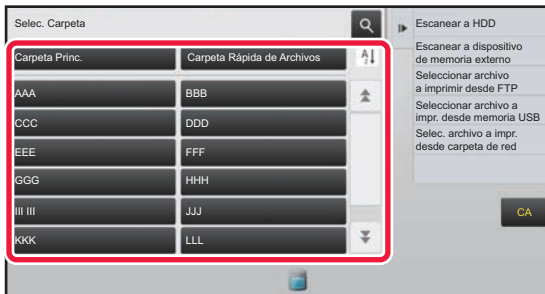 Selec. Carpeta
Carpeta Princ.
Carpeta Rápida de Archivos
AAA
BBB
CCC
DDD
EEE
FFF
GGG
HHH
III III
JJJ
KKK
LLL
Escanear a HDD
Escanear a dispositivo
de memoria externo
Seleccionar archivo
a imprimir desde FTP
Seleccionar archivo a
impr. desde memoria USB
Selec. archivo a impr.
desde carpeta de red
CA